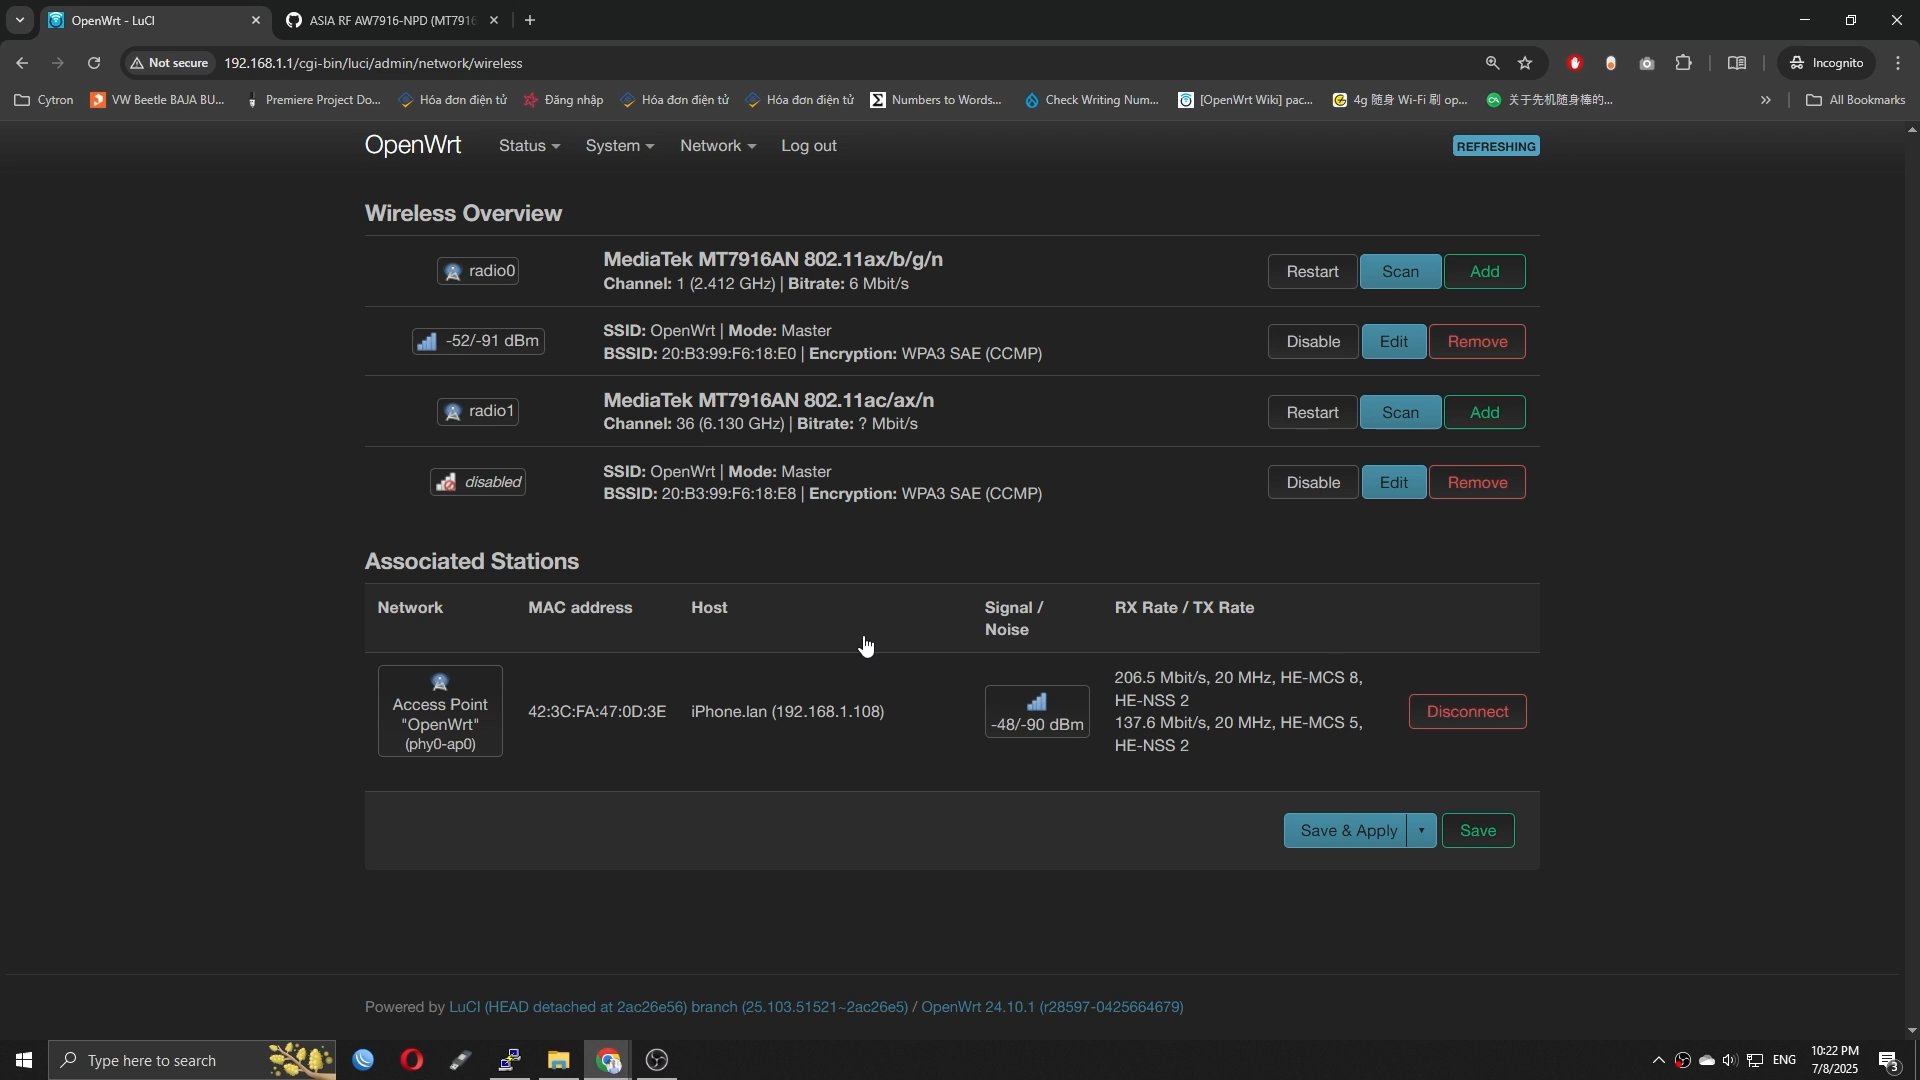 OpenWrt - LuCI
ASIA RF AW7916-NPD (MT7916
Not secure
192.168.1.1/cgi-bin/luci/admin/network/wireless
Incognito
Cytron
VW Beetle BAJA BU...
Premiere Project Do...
Hóa đơn điện tử
Đăng nhập
Hóa đơn điện tử
Hóa đơn điện tử
Numbers to Words...
Check Writing Num...
[OpenWrt Wiki] pac...
4g 随身 Wi-Fi 刷 op...
关于先机随身棒的...
All Bookmarks
OpenWrt
Status
System
Network
Log out
REFRESHING
Wireless Overview
radio0
MediaTek MT7916AN 802.11ax/b/g/n
Channel: 1 (2.412 GHz) | Bitrate: 6 Mbit/s
Restart
Scan
Add
-52/-91 dBm
SSID: OpenWrt | Mode: Master
BSSID: 20:B3:99:F6:18:E0 | Encryption: WPA3 SAE (CCMP)
Disable
Edit
Remove
radio1
MediaTek MT7916AN 802.11ac/ax/n
Channel: 36 (6.130 GHz) | Bitrate: ? Mbit/s
Restart
Scan
Add
disabled
SSID: OpenWrt | Mode: Master
BSSID: 20:B3:99:F6:18:E8 | Encryption: WPA3 SAE (CCMP)
Disable
Edit
Remove
Associated Stations
Network
MAC address
Host
Signal /
Noise
RX Rate / TX Rate
Access Point
"OpenWrt"
(phy0-ap0)
42:3C:FA:47:0D:3E
iPhone.lan (192.168.1.108)
-48/-90 dBm
206.5 Mbit/s, 20 MHz, HE-MCS 8,
HE-NSS 2
137.6 Mbit/s, 20 MHz, HE-MCS 5,
HE-NSS 2
Disconnect
Save & Apply
Save
Powered by LuCI (HEAD detached at 2ac26e56) branch (25.103.51521~2ac26e5) / OpenWrt 24.10.1 (r28597-0425664679)
Type here to search
ENG
10:22 PM
7/8/2025
3